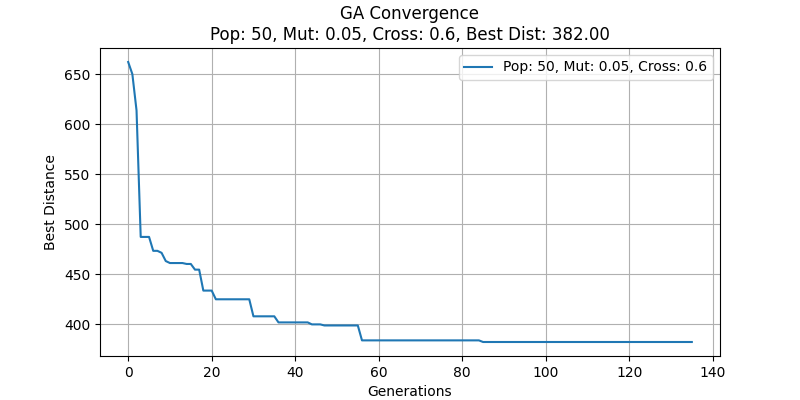 GA Convergence
Pop: 50, Mut: 0.05, Cross: 0.6, Best Dist: 382.00
Pop: 50, Mut: 0.05, Cross: 0.6
Best Distance
650
600
550
500
450
400
0 20 40 60 80 100 120 140
Generations